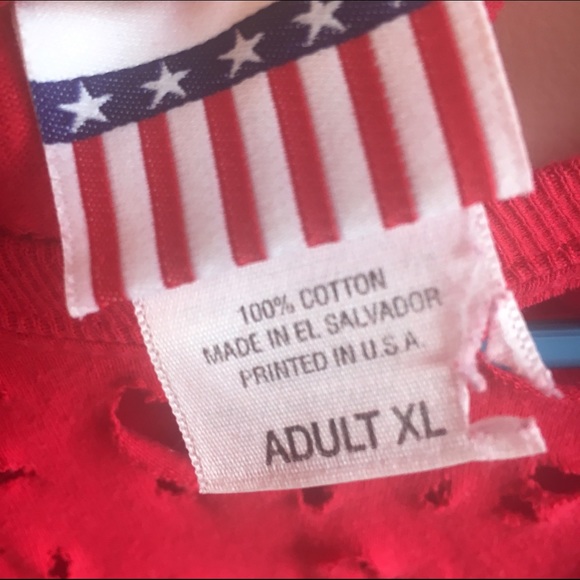 100% COTTON
MADE IN EL SALVADOR
PRINTED IN U.S.A.
ADULT XL